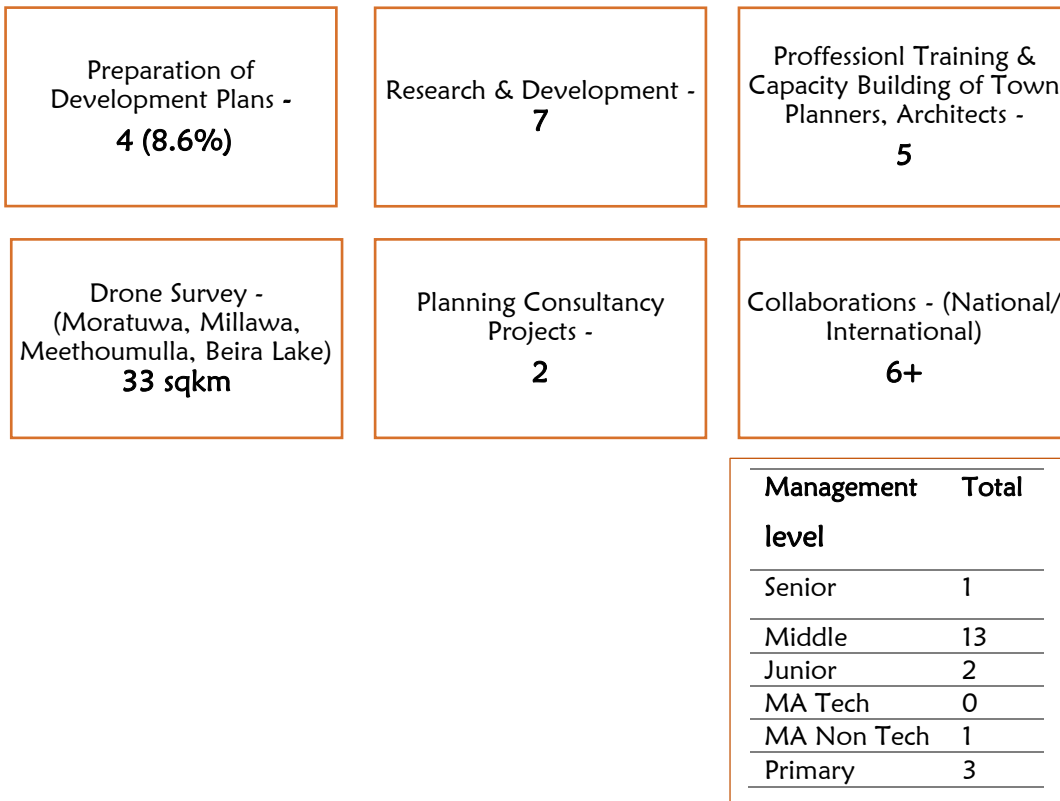 Preparation of
Development Plans -
4 (8.6%)
Research & Development -
7
Proffessionl Training &
Capacity Building of Town
Planners, Architects -
5
Drone Survey -
(Moratuwa, Millawa,
Meethoumulla, Beira Lake)
33 sqkm
Planning Consultancy
Projects -
2
Collaborations - (National/
International)
6+
Management Total
level
Senior 1
Middle 13
Junior 2
MA Tech 0
MA Non Tech 1
Primary 3